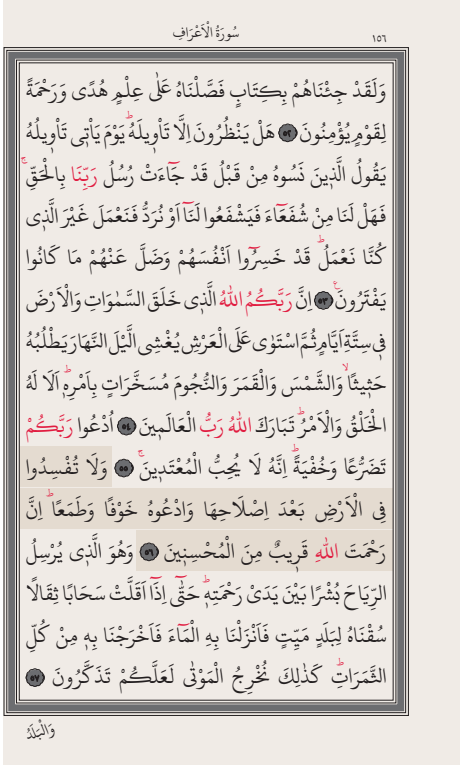 سُورَةُ الْاَعْرَافِ
١٥٦
وَلَقَدْ جِئْنَاهُمْ بِكِتَابٍ فَصَّلْنَاهُ عَلٰى عِلْمٍ هُدًى وَرَحْمَةً
لِقَوْمٍ يُؤْمِنُونَ ﴿٥٢﴾ هَلْ يَنْظُرُونَ اِلَّا تَأْوٖيلَهُۜ يَوْمَ يَأْتٖى تَأْوٖيلُهُ
يَقُولُ الَّذٖينَ نَسُوهُ مِنْ قَبْلُ قَدْ جَٓاءَتْ رُسُلُ رَبِّنَا بِالْحَقِّۚ
فَهَلْ لَنَا مِنْ شُفَعَٓاءَ فَيَشْفَعُوا لَنَٓا اَوْ نُرَدُّ فَنَعْمَلَ غَيْرَ الَّذٖى
كُنَّا نَعْمَلُۜ قَدْ خَسِرُٓوا اَنْفُسَهُمْ وَضَلَّ عَنْهُمْ مَا كَانُوا
يَفْتَرُونَۚ ﴿٥٣﴾ اِنَّ رَبَّكُمُ اللّٰهُ الَّذٖى خَلَقَ السَّمٰوَاتِ وَالْاَرْضَ
فٖى سِتَّةِ اَيَّامٍ ثُمَّ اسْتَوٰى عَلَى الْعَرْشِ يُغْشِى الَّيْلَ النَّهَارَ يَطْلُبُهُ
حَثٖيثًاۙ وَالشَّمْسَ وَالْقَمَرَ وَالنُّجُومَ مُسَخَّرَاتٍ بِاَمْرِهٖۜ اَلَا لَهُ
الْخَلْقُ وَالْاَمْرُۜ تَبَارَكَ اللّٰهُ رَبُّ الْعَالَمٖينَ ﴿٥٤﴾ اُدْعُوا رَبَّكُمْ
تَضَرُّعًا وَخُفْيَةًۜ اِنَّهُ لَا يُحِبُّ الْمُعْتَدٖينَۚ ﴿٥٥﴾ وَلَا تُفْسِدُوا
فِى الْاَرْضِ بَعْدَ اِصْلَاحِهَا وَادْعُوهُ خَوْفًا وَطَمَعًاۜ اِنَّ
رَحْمَتَ اللّٰهِ قَرٖيبٌ مِنَ الْمُحْسِنٖينَ ﴿٥٦﴾ وَهُوَ الَّذٖى يُرْسِلُ
الرِّيَاحَ بُشْرًا بَيْنَ يَدَىْ رَحْمَتِهٖۜ حَتّٰٓى اِذَٓا اَقَلَّتْ سَحَابًا ثِقَالًا
سُقْنَاهُ لِبَلَدٍ مَيِّتٍ فَاَنْزَلْنَا بِهِ الْمَٓاءَ فَاَخْرَجْنَا بِهٖ مِنْ كُلِّ
الثَّمَرَاتِۜ كَذٰلِكَ نُخْرِجُ الْمَوْتٰى لَعَلَّكُمْ تَذَكَّرُونَ ﴿٥٧﴾
وَالْبَلَدُ